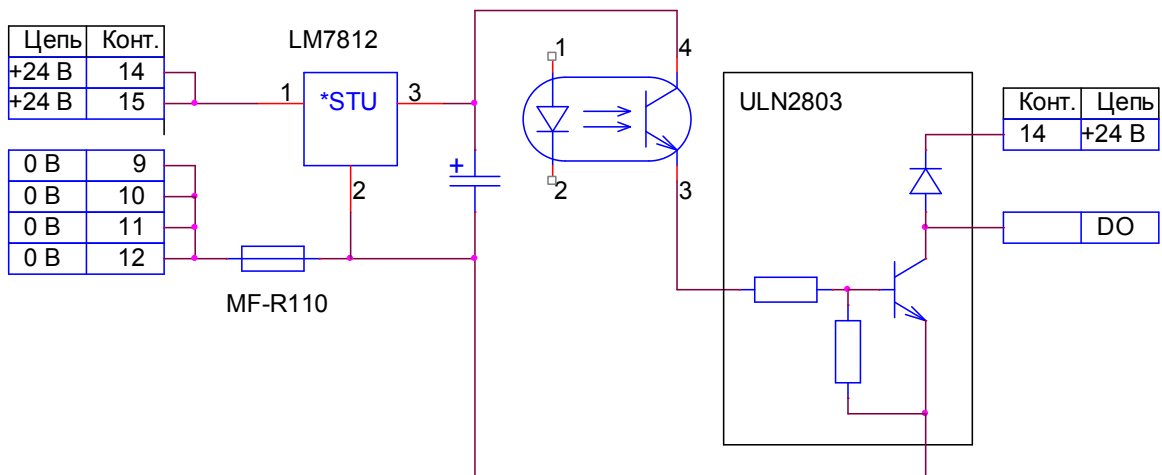 Цепь Конт.
+24 В 14
+24 В 15
0 В 9
0 В 10
0 В 11
0 В 12
MF-R110
LM7812
1 *STU 3
2
1 4
2 3
ULN2803
Конт. Цепь
14 +24 В
DO
+